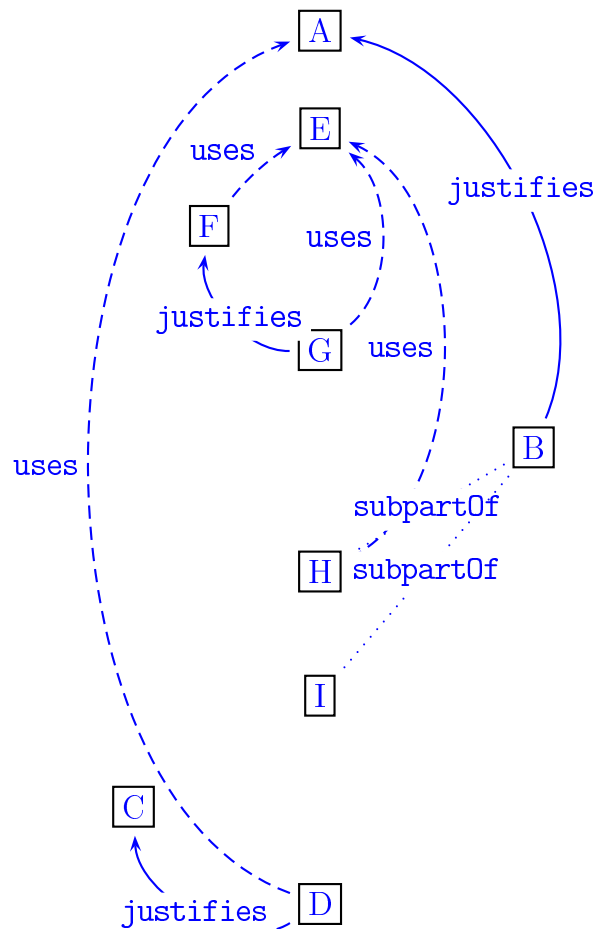 A
E
uses
justifies
F
uses
justifies
G
uses
B
uses
subpartOf
H
subpartOf
I
C
D
justifies